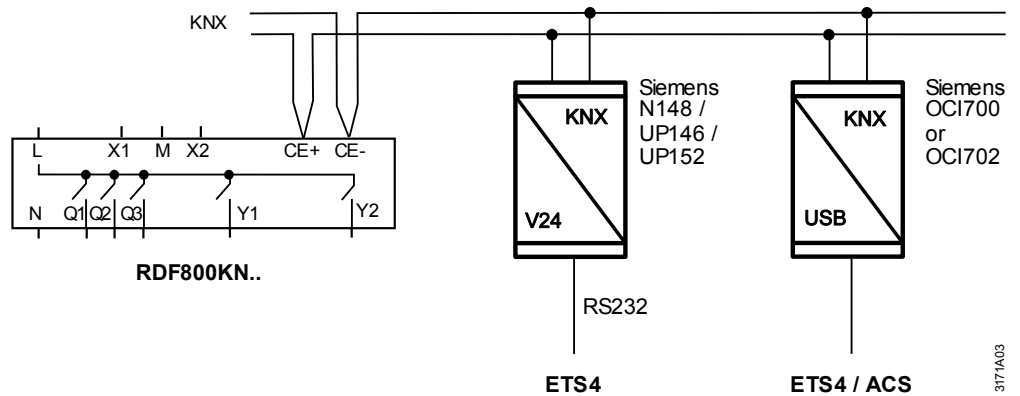 KNX
L X1 M X2 CE+ CE-
N Q1 Q2 Q3 Y1 Y2
RDF800KN..
KNX
V24
Siemens
N148 /
UP146 /
UP152
RS232
ETS4
KNX
USB
Siemens
OCI700
or
OCI702
ETS4 / ACS
3171A03